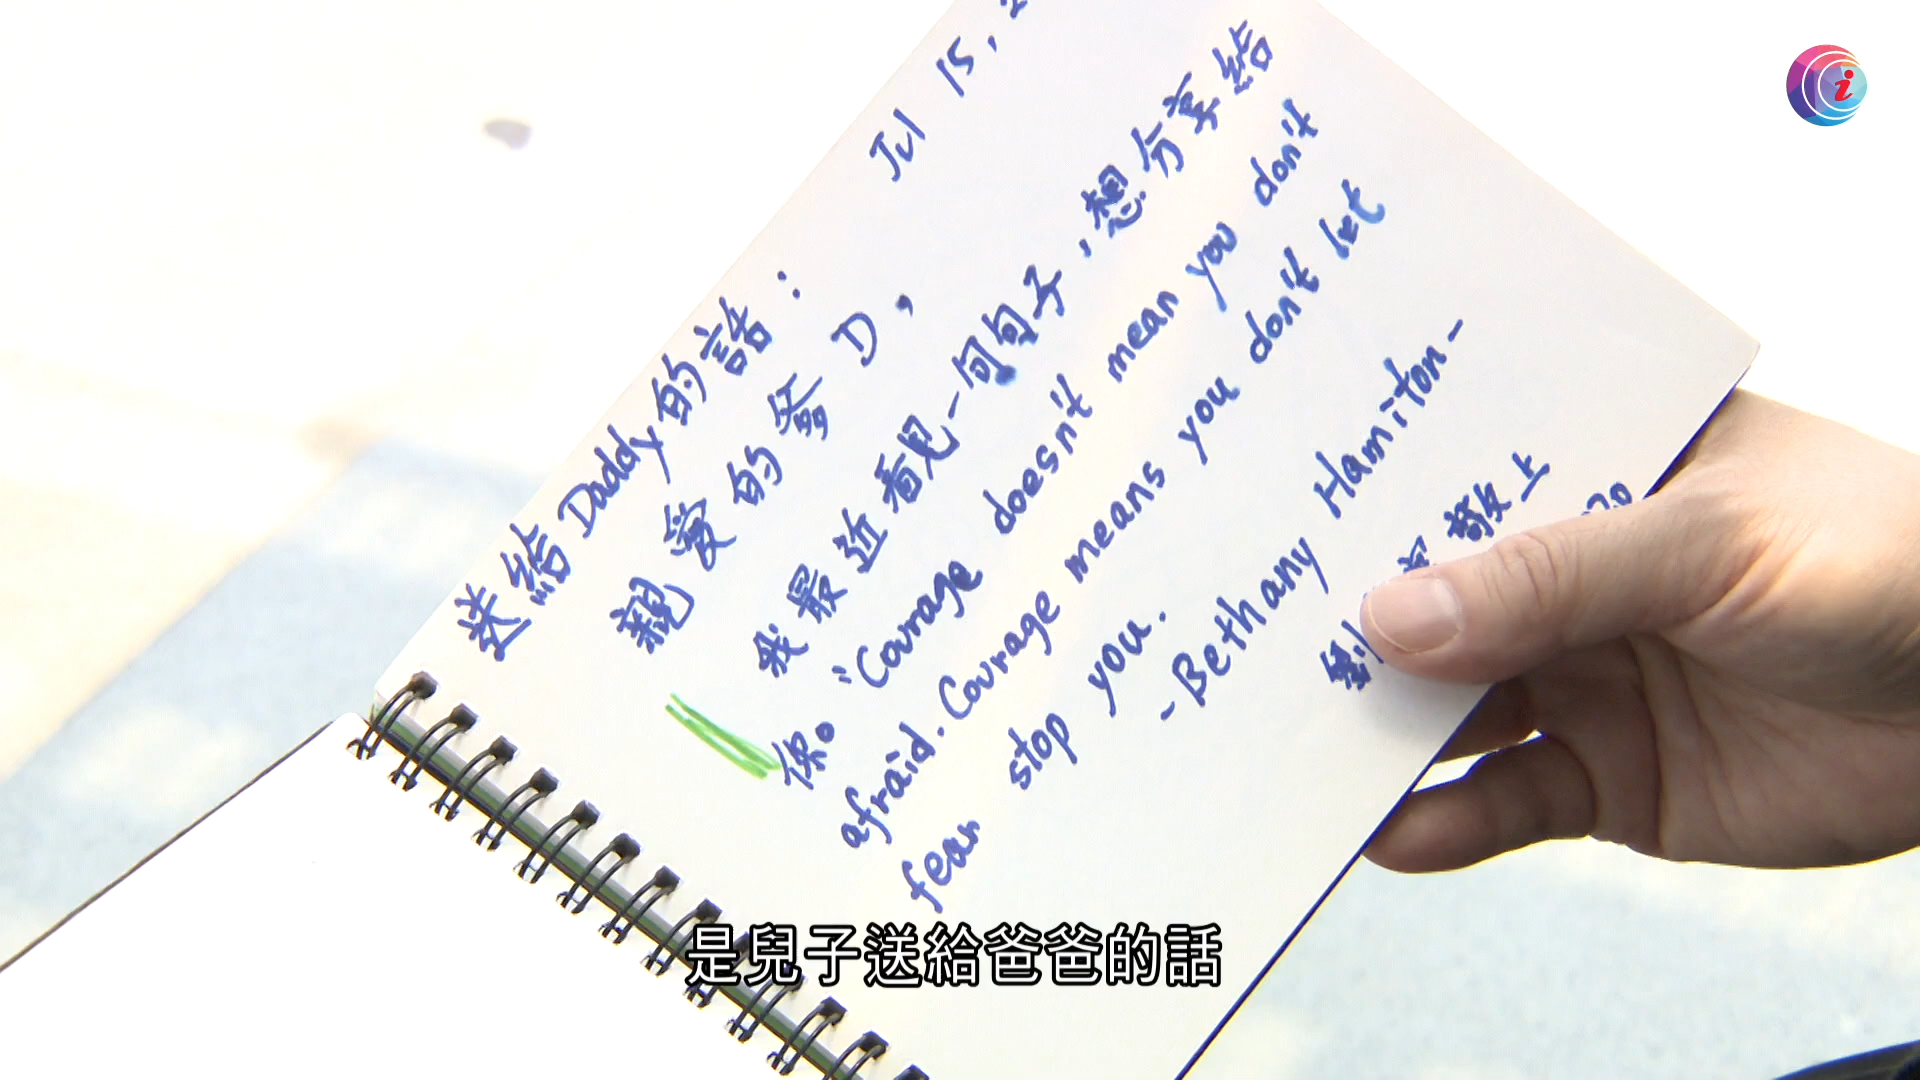 Jul 15,
送給Daddy的話：
親愛的爸D,
我最近看見一句句子,想分享給
你。"Courage doesn't mean you don't
afraid. Courage means you don't let
fear stop you.
-Bethany Hamiton-
敬上
是兒子送給爸爸的話
i